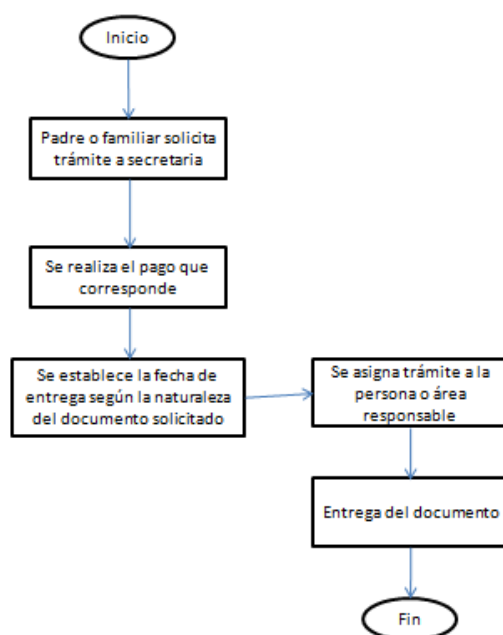 Inicio
Padre o familiar solicita
trámite a secretaria
Se realiza el pago que
corresponde
Se establece la fecha de
entrega según la naturaleza
del documento solicitado
Se asigna trámite a la
persona o área
responsable
Entrega del documento
Fin